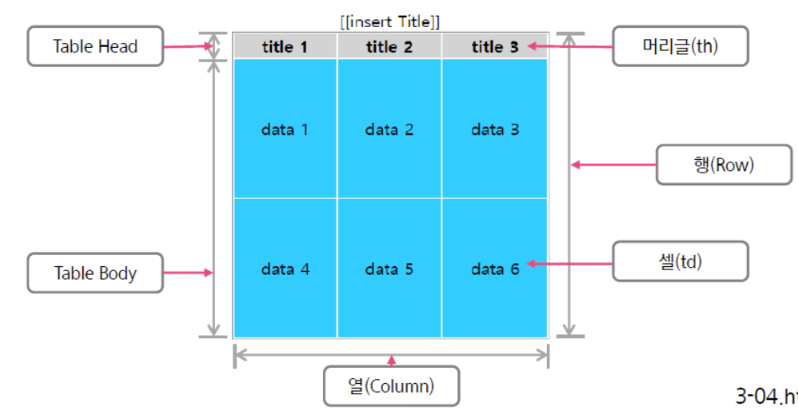 [[insert Title]]
Table Head
title 1 title 2 title 3
머리글(th)
data 1 data 2 data 3
행(Row)
Table Body
data 4 data 5 data 6
셀(td)
열(Column)
3-04.h